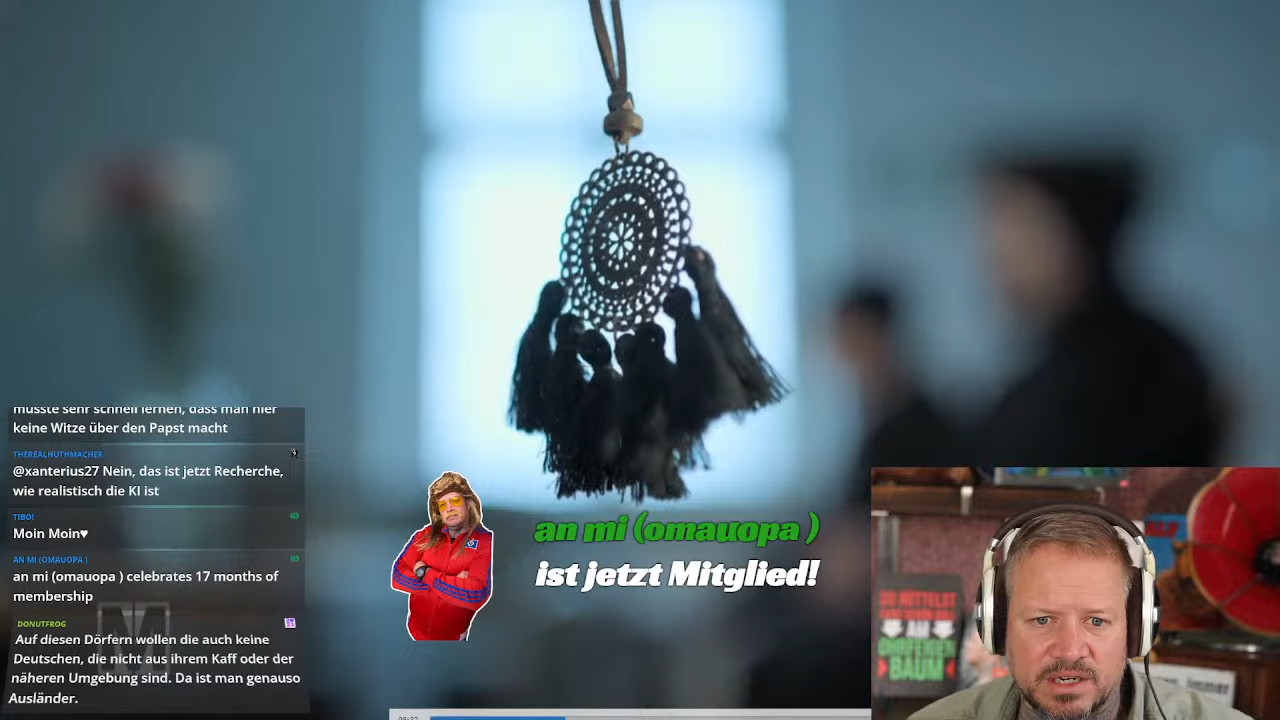 musste sehr schnell lernen, dass man hier
keine Witze über den Papst macht
THEREALHUTHMACHER
@xanterius27 Nein, das ist jetzt Recherche,
wie realistisch die KI ist
TIBO!
Moin Moin♥
AN MI (OMAUOPA )
an mi (omauopa ) celebrates 17 months of
membership
DONUTFROG
Auf diesen Dörfern wollen die auch keine
Deutschen, die nicht aus ihrem Kaff oder der
näheren Umgebung sind. Da ist man genauso
Ausländer.
an mi (omauopa )
ist jetzt Mitglied!
AM
OHRFEIGEN
BAUM
immer